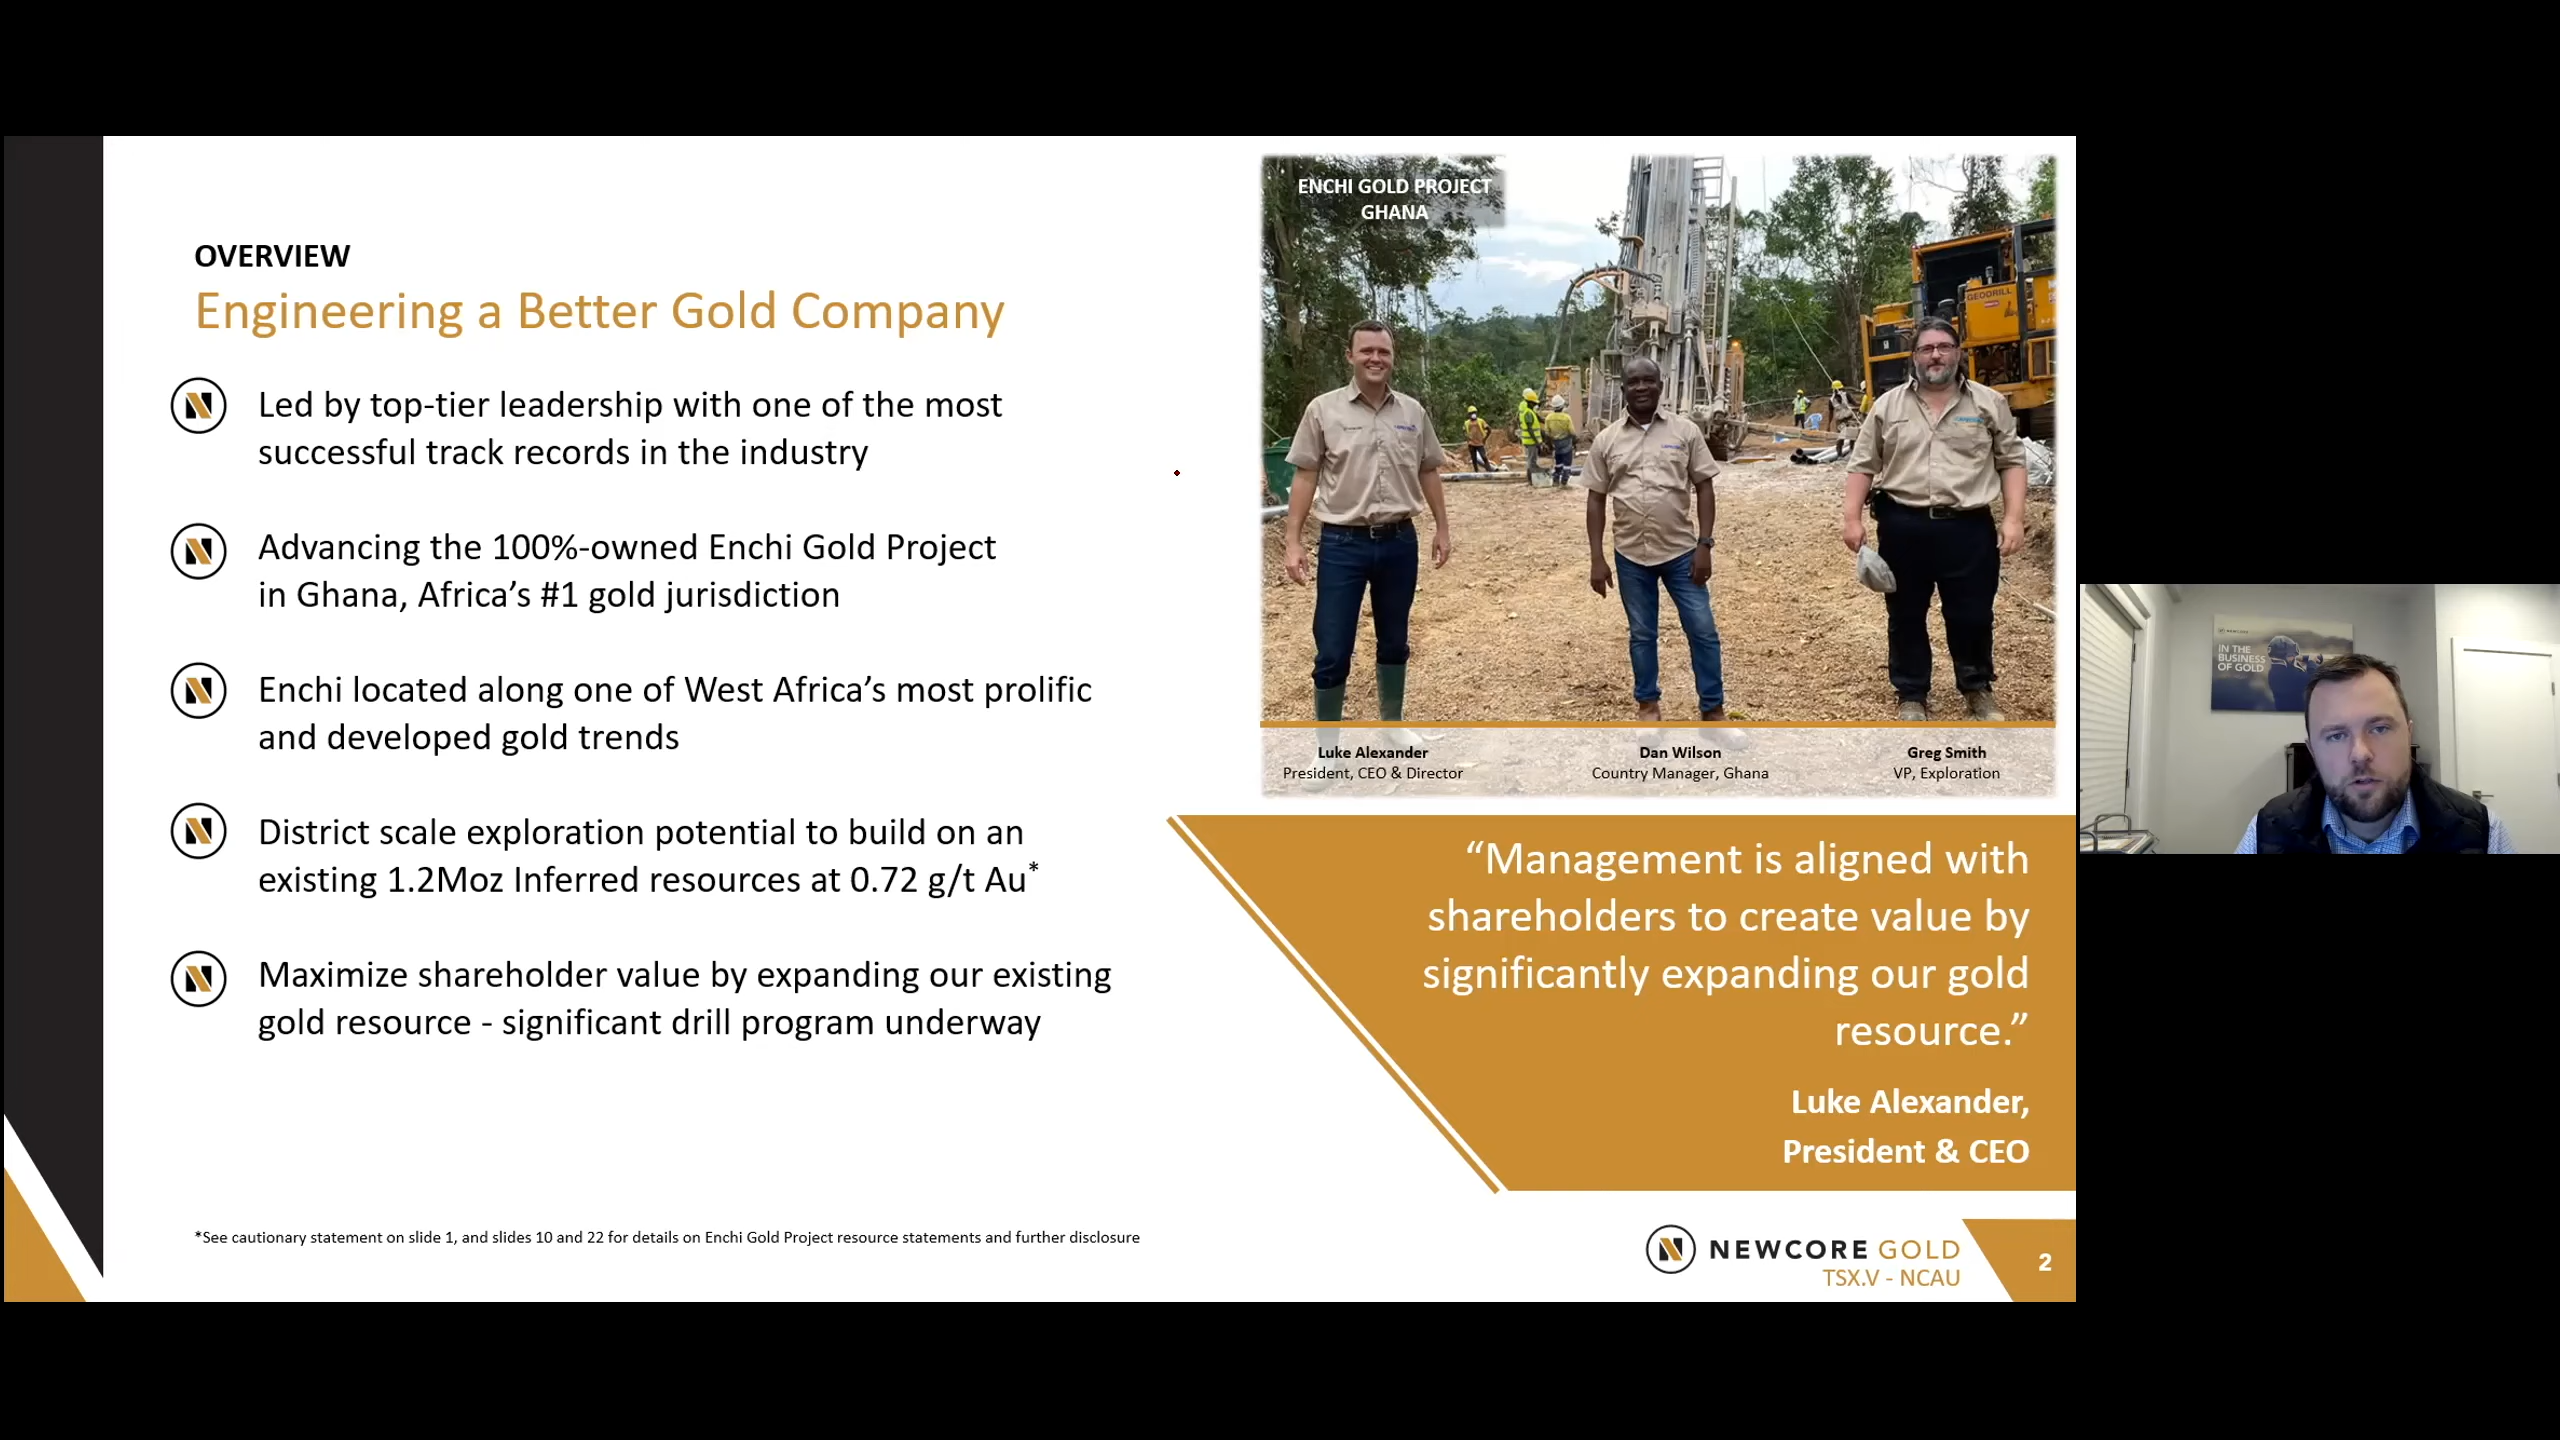 OVERVIEW
Engineering a Better Gold Company
Led by top-tier leadership with one of the most
successful track records in the industry
Advancing the 100%-owned Enchi Gold Project
in Ghana, Africa’s #1 gold jurisdiction
Enchi located along one of West Africa’s most prolific
and developed gold trends
District scale exploration potential to build on an
existing 1.2Moz Inferred resources at 0.72 g/t Au*
Maximize shareholder value by expanding our existing
gold resource - significant drill program underway
*See cautionary statement on slide 1, and slides 10 and 22 for details on Enchi Gold Project resource statements and further disclosure
ENCHI GOLD PROJECT
GHANA
GEODRILL
Luke Alexander
President, CEO & Director
Dan Wilson
Country Manager, Ghana
Greg Smith
VP, Exploration
“Management is aligned with
shareholders to create value by
significantly expanding our gold
resource.”
Luke Alexander,
President & CEO
NEWCORE GOLD
TSX.V - NCAU
2
NEWCORE
IN THE
BUSINESS
OF GOLD